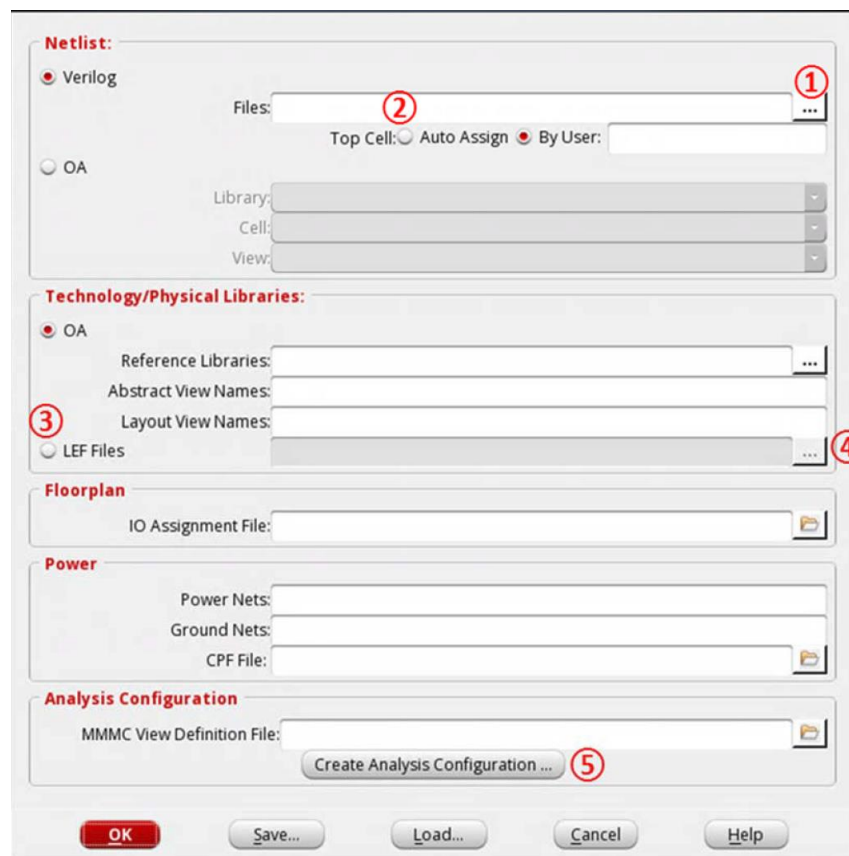 Netlist:
Verilog
①
Files:
②
...
Top Cell: Auto Assign By User:
OA
Library:
Cell:
View:
Technology/Physical Libraries:
OA
Reference Libraries:
...
Abstract View Names:
③
Layout View Names:
LEF Files
...
④
Floorplan
IO Assignment File:
Power
Power Nets:
Ground Nets:
CPF File:
Analysis Configuration
MMMC View Definition File:
Create Analysis Configuration ...
⑤
OK
Save...
Load...
Cancel
Help